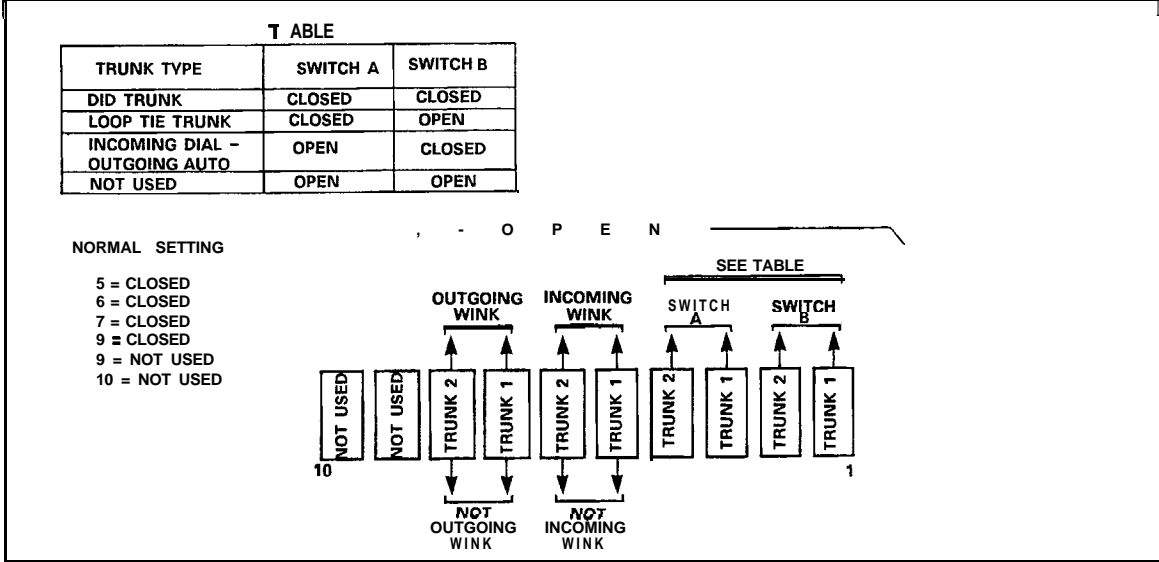 T ABLE
TRUNK TYPE SWITCH A SWITCH B
DID TRUNK CLOSED CLOSED
LOOP TIE TRUNK CLOSED OPEN
INCOMING DIAL –
OUTGOING AUTO OPEN CLOSED
NOT USED OPEN OPEN
, - O P E N
NORMAL SETTING
5 = CLOSED
6 = CLOSED
7 = CLOSED
9 = CLOSED
9 = NOT USED
10 = NOT USED
SEE TABLE
OUTGOING WINK
INCOMING WINK
SWITCH A
SWITCH B
NOT USED
NOT USED
TRUNK 2
TRUNK 1
TRUNK 2
TRUNK 1
TRUNK 2
TRUNK 1
TRUNK 2
TRUNK 1
10
1
NOT
OUTGOING
WINK
NOT
INCOMING
WINK